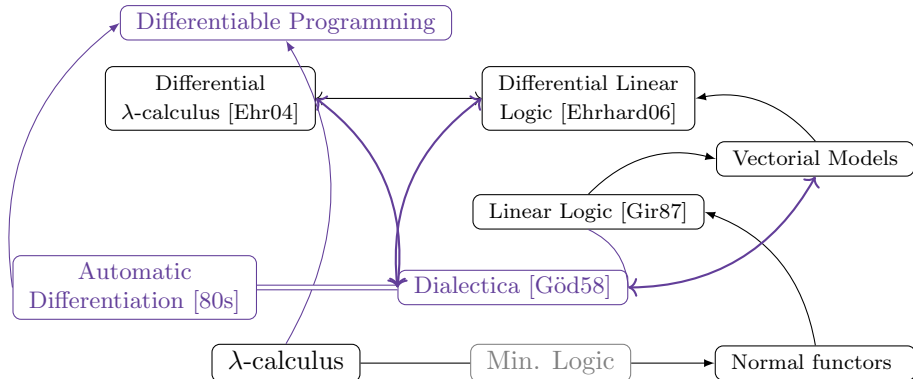 Differentiable Programming
Differential
λ-calculus [Ehr04]
Differential Linear
Logic [Ehrhard06]
Vectorial Models
Linear Logic [Gir87]
Automatic
Differentiation [80s]
Dialectica [Göd58]
λ-calculus
Min. Logic
Normal functors